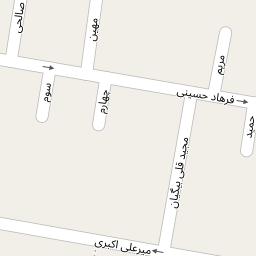 صالحی
مهین
مریم
سوم
چهارم
فرهاد حسینی
حمید
مجید قلی بیگیان
میرعلی اکبری